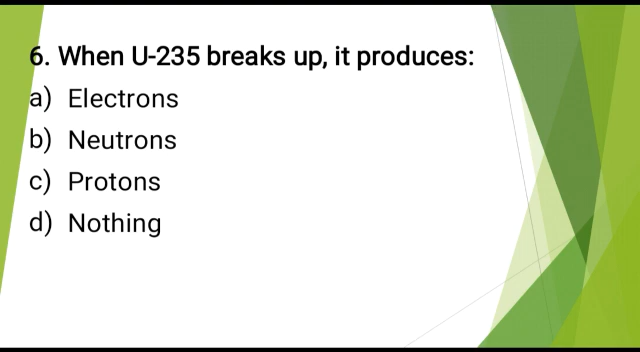 6. When U-235 breaks up, it produces:
a) Electrons
b) Neutrons
c) Protons
d) Nothing